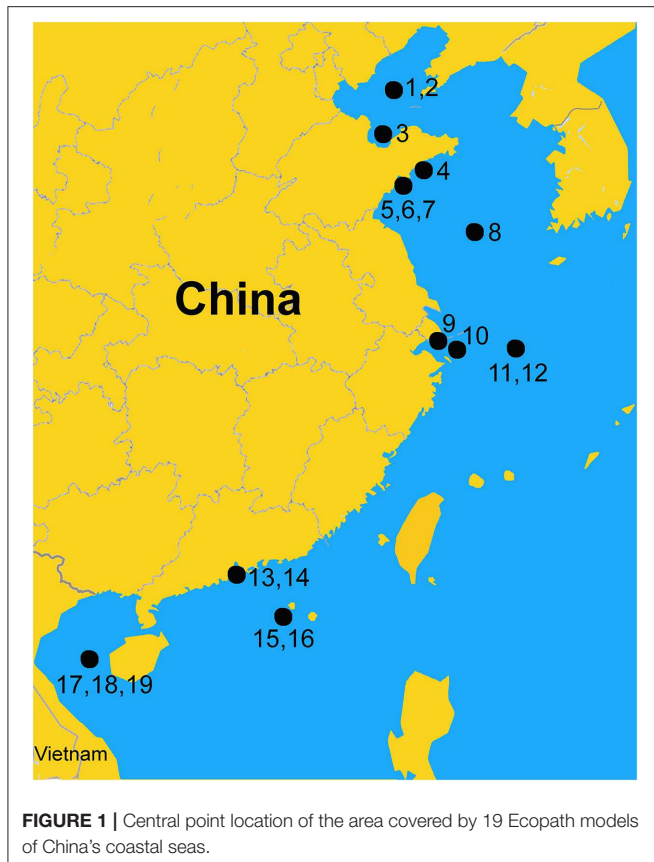 1,2
3
4
5,6,7
8
China
9
10
11,12
13,14
15,16
17,18,19
Vietnam
FIGURE 1 | Central point location of the area covered by 19 Ecopath models
of China's coastal seas.